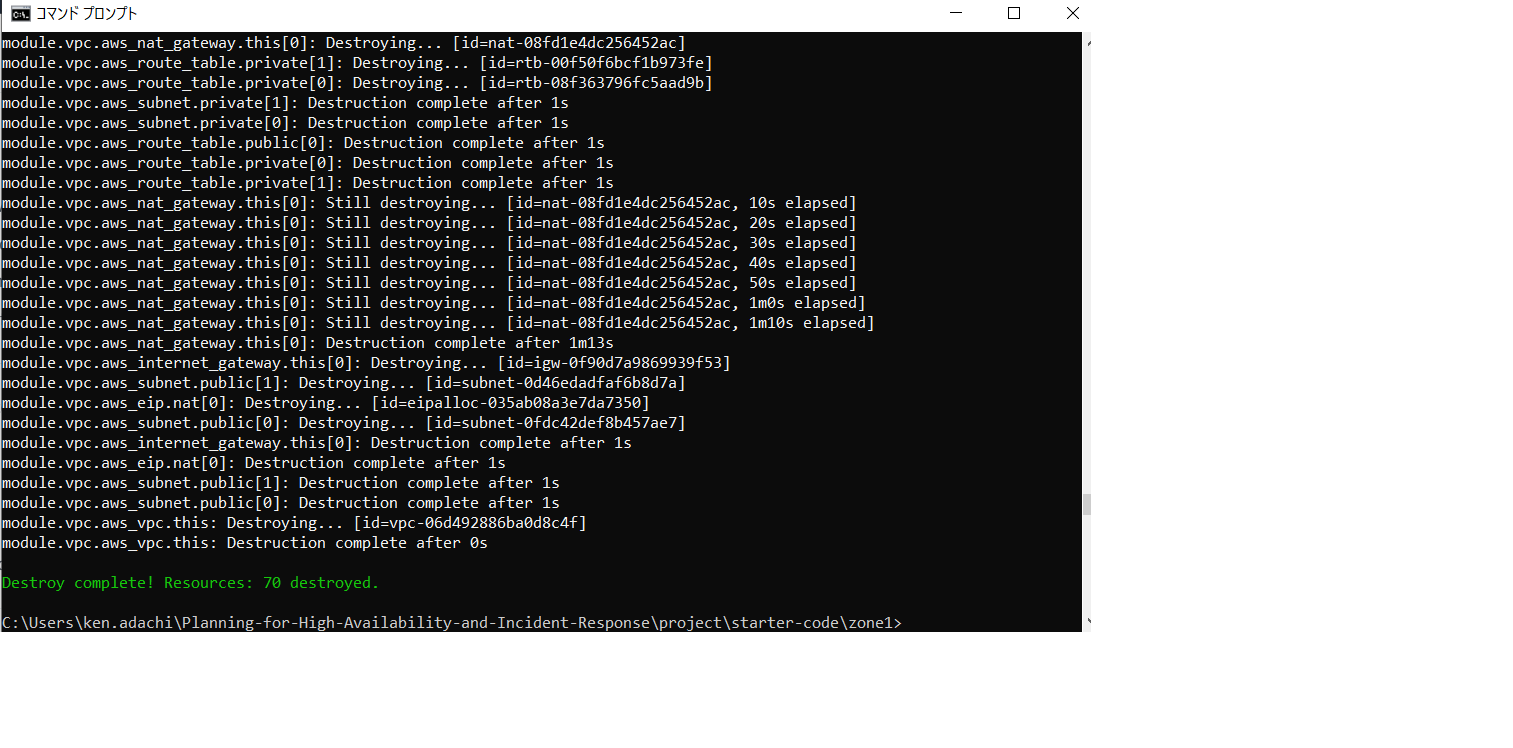 コマンド プロンプト
module.vpc.aws_nat_gateway.this[0]: Destroying... [id=nat-08fd1e4dc256452ac]
module.vpc.aws_route_table.private[1]: Destroying... [id=rtb-00f50f6bcf1b973fe]
module.vpc.aws_route_table.private[0]: Destroying... [id=rtb-08f363796fc5aad9b]
module.vpc.aws_subnet.private[1]: Destruction complete after 1s
module.vpc.aws_subnet.private[0]: Destruction complete after 1s
module.vpc.aws_route_table.public[0]: Destruction complete after 1s
module.vpc.aws_route_table.private[0]: Destruction complete after 1s
module.vpc.aws_route_table.private[1]: Destruction complete after 1s
module.vpc.aws_nat_gateway.this[0]: Still destroying... [id=nat-08fd1e4dc256452ac, 10s elapsed]
module.vpc.aws_nat_gateway.this[0]: Still destroying... [id=nat-08fd1e4dc256452ac, 20s elapsed]
module.vpc.aws_nat_gateway.this[0]: Still destroying... [id=nat-08fd1e4dc256452ac, 30s elapsed]
module.vpc.aws_nat_gateway.this[0]: Still destroying... [id=nat-08fd1e4dc256452ac, 40s elapsed]
module.vpc.aws_nat_gateway.this[0]: Still destroying... [id=nat-08fd1e4dc256452ac, 50s elapsed]
module.vpc.aws_nat_gateway.this[0]: Still destroying... [id=nat-08fd1e4dc256452ac, 1m0s elapsed]
module.vpc.aws_nat_gateway.this[0]: Still destroying... [id=nat-08fd1e4dc256452ac, 1m10s elapsed]
module.vpc.aws_nat_gateway.this[0]: Destruction complete after 1m13s
module.vpc.aws_internet_gateway.this[0]: Destroying... [id=igw-0f90d7a9869939f53]
module.vpc.aws_subnet.public[1]: Destroying... [id=subnet-0d46edadfaf6b8d7a]
module.vpc.aws_eip.nat[0]: Destroying... [id=eipalloc-035ab08a3e7da7350]
module.vpc.aws_subnet.public[0]: Destroying... [id=subnet-0fdc42def8b457ae7]
module.vpc.aws_internet_gateway.this[0]: Destruction complete after 1s
module.vpc.aws_eip.nat[0]: Destruction complete after 1s
module.vpc.aws_subnet.public[1]: Destruction complete after 1s
module.vpc.aws_subnet.public[0]: Destruction complete after 1s
module.vpc.aws_vpc.this: Destroying... [id=vpc-06d492886ba0d8c4f]
module.vpc.aws_vpc.this: Destruction complete after 0s
Destroy complete! Resources: 70 destroyed.
C:\Users\ken.adachi\Planning-for-High-Availability-and-Incident-Response\project\starter-code\zone1>